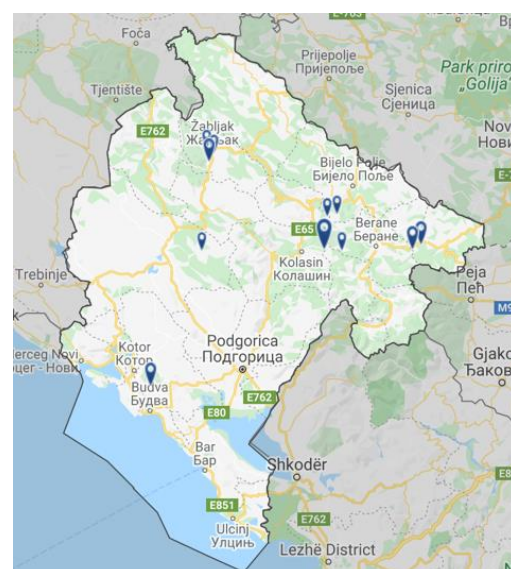 Foča
Фоча
Prijepolje
Пријепоље
Park priro
„Golija“
Tjentište
Тјентиште
Sjenica
Сјеница
E762
Žabljak
Nov
Нови
Bijelo Polje
Бијело Поље
E65
Berane
Беране
Kolasin
Колашин
Trebinje
Peja
Пећ
M9
Kotor
Котор
Podgorica
Подгорица
Herceg Novi
Gjako
Ђаков
Budva
Будва
E80
E762
Bar
Бар
Shkodër
E851
E762
Ulcinj
Улцињ
Lezhë District